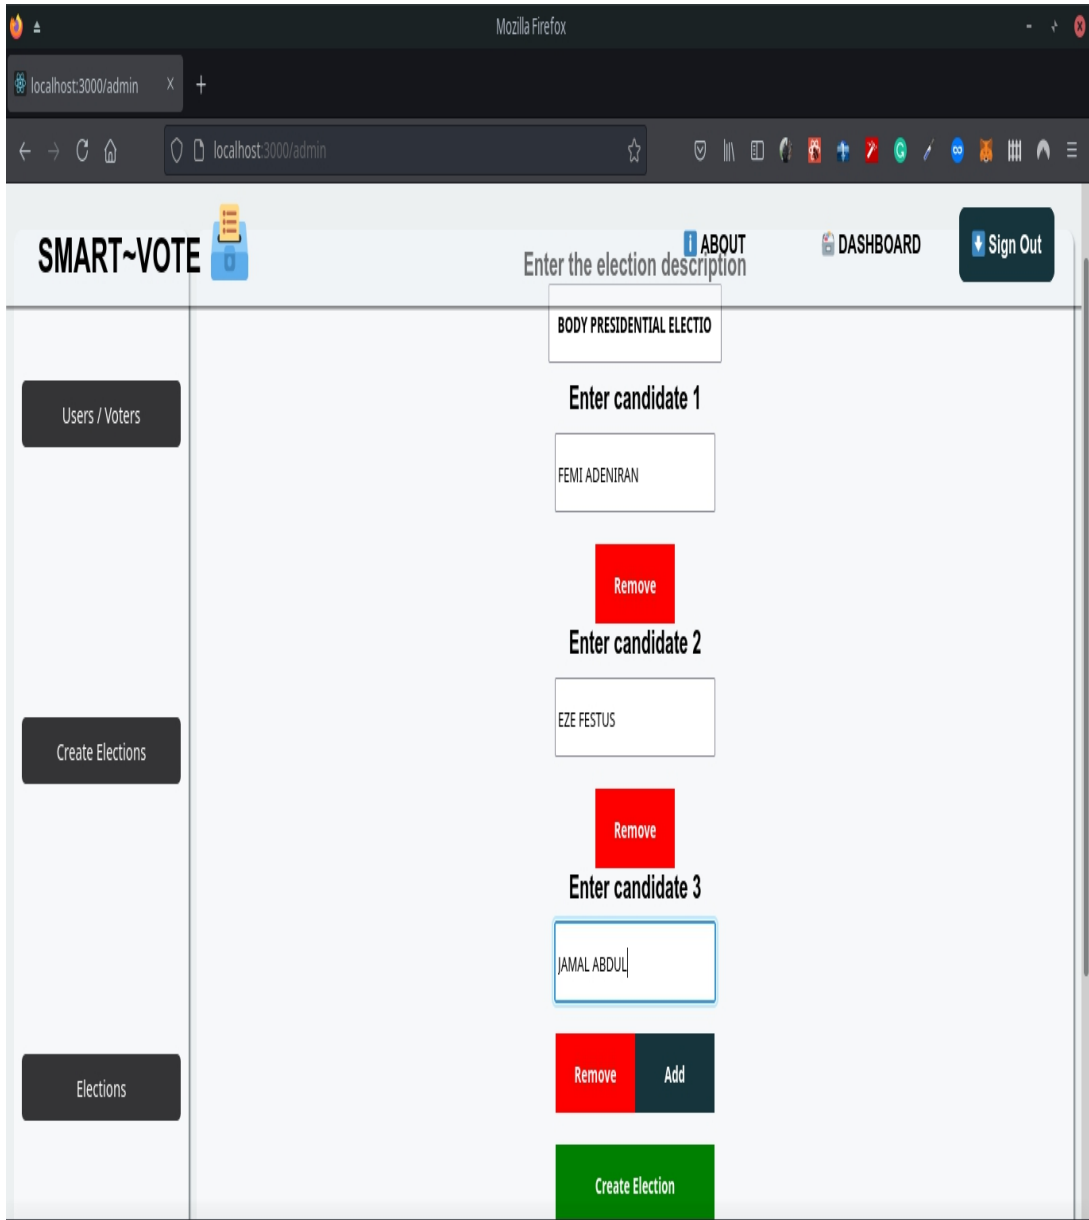 Mozilla Firefox
localhost:3000/admin
localhost:3000/admin
SMART~VOTE
ABOUT
DASHBOARD
Sign Out
Enter the election description
BODY PRESIDENTIAL ELECTIO
Users / Voters
Enter candidate 1
FEMI ADENIRAN
Remove
Enter candidate 2
EZE FESTUS
Create Elections
Remove
Enter candidate 3
JAMAL ABDUL
Remove Add
Elections
Create Election